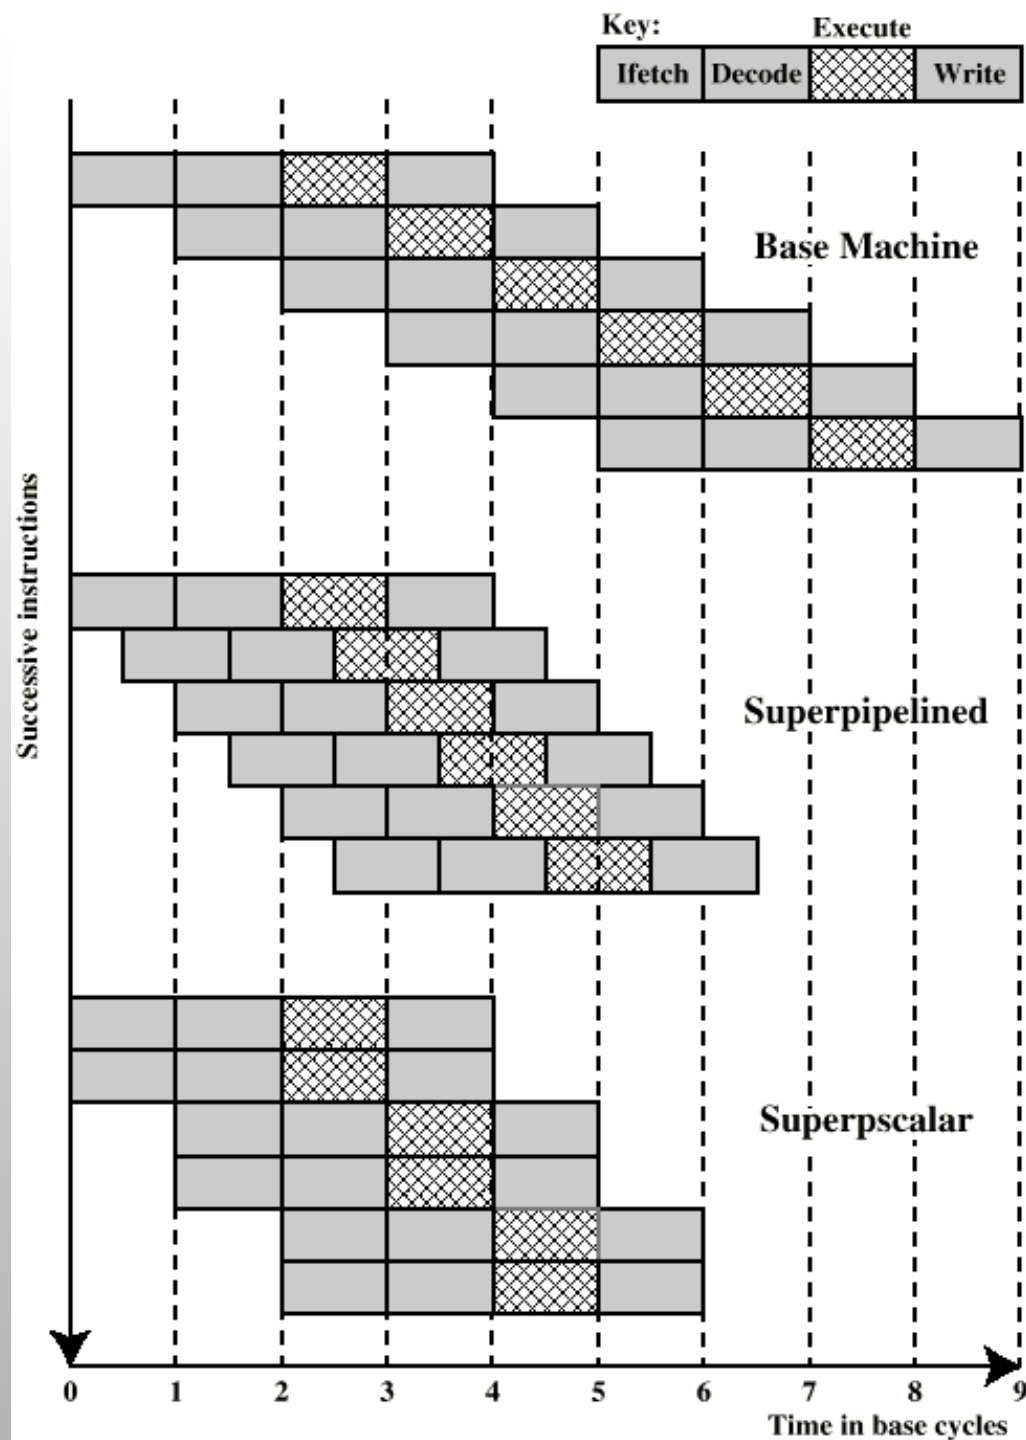 Key:
Execute
Ifetch Decode Write
Base Machine
Successive instructions
Superpipelined
Superpscalar
0 1 2 3 4 5 6 7 8 9
Time in base cycles